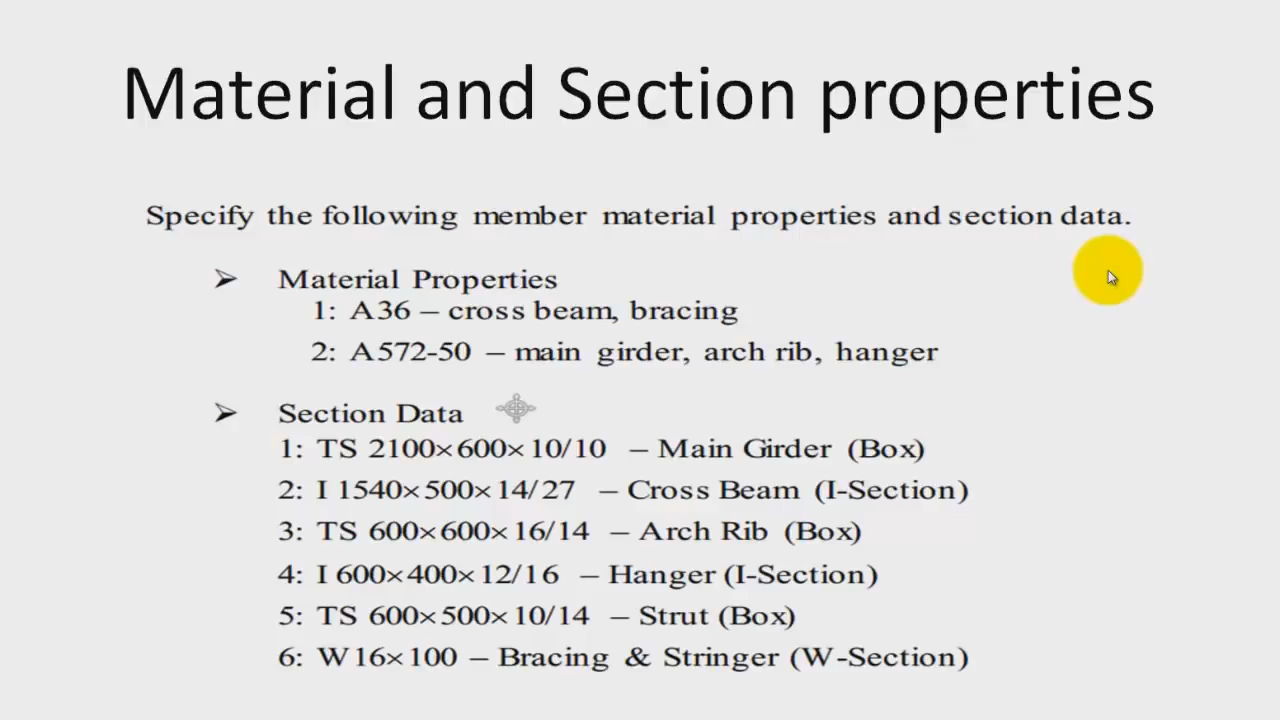 Material and Section properties
Specify the following member material properties and section data.
➢ Material Properties
1: A36 – cross beam, bracing
2: A572-50 – main girder, arch rib, hanger
➢ Section Data
1: TS 2100×600×10/10 – Main Girder (Box)
2: I 1540×500×14/27 – Cross Beam (I-Section)
3: TS 600×600×16/14 – Arch Rib (Box)
4: I 600×400×12/16 – Hanger (I-Section)
5: TS 600×500×10/14 – Strut (Box)
6: W16×100 – Bracing & Stringer (W-Section)